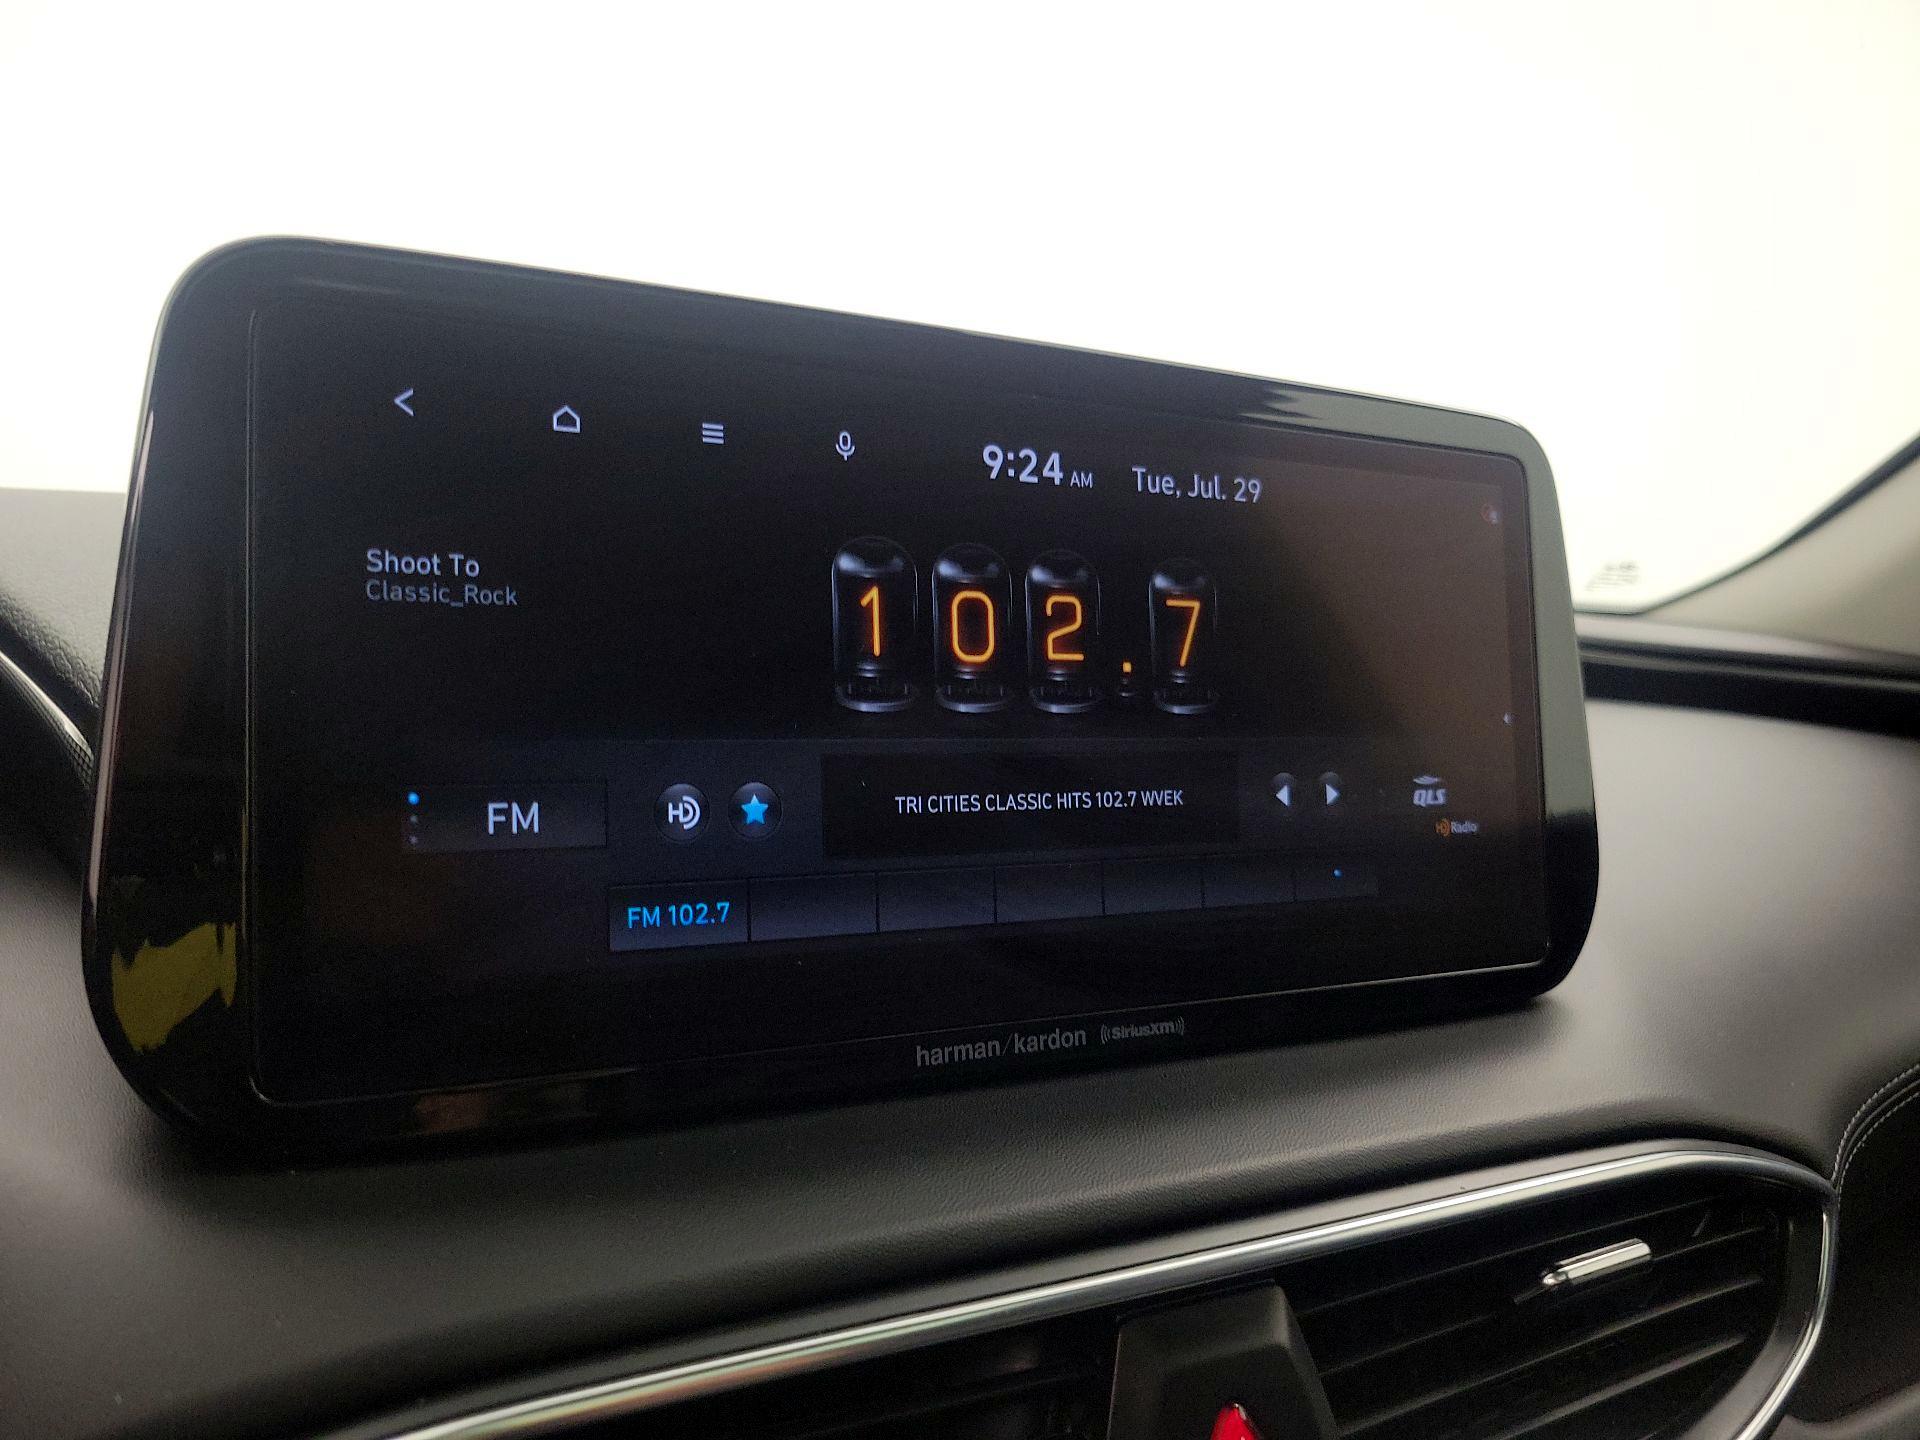 9:24 AM Tue, Jul. 29
Shoot To
Classic_Rock
102.7
FM
HD
TRI CITIES CLASSIC HITS 102.7 WVEK
QLS
HD Radio
FM 102.7
harman/kardon ((SiriusXM))